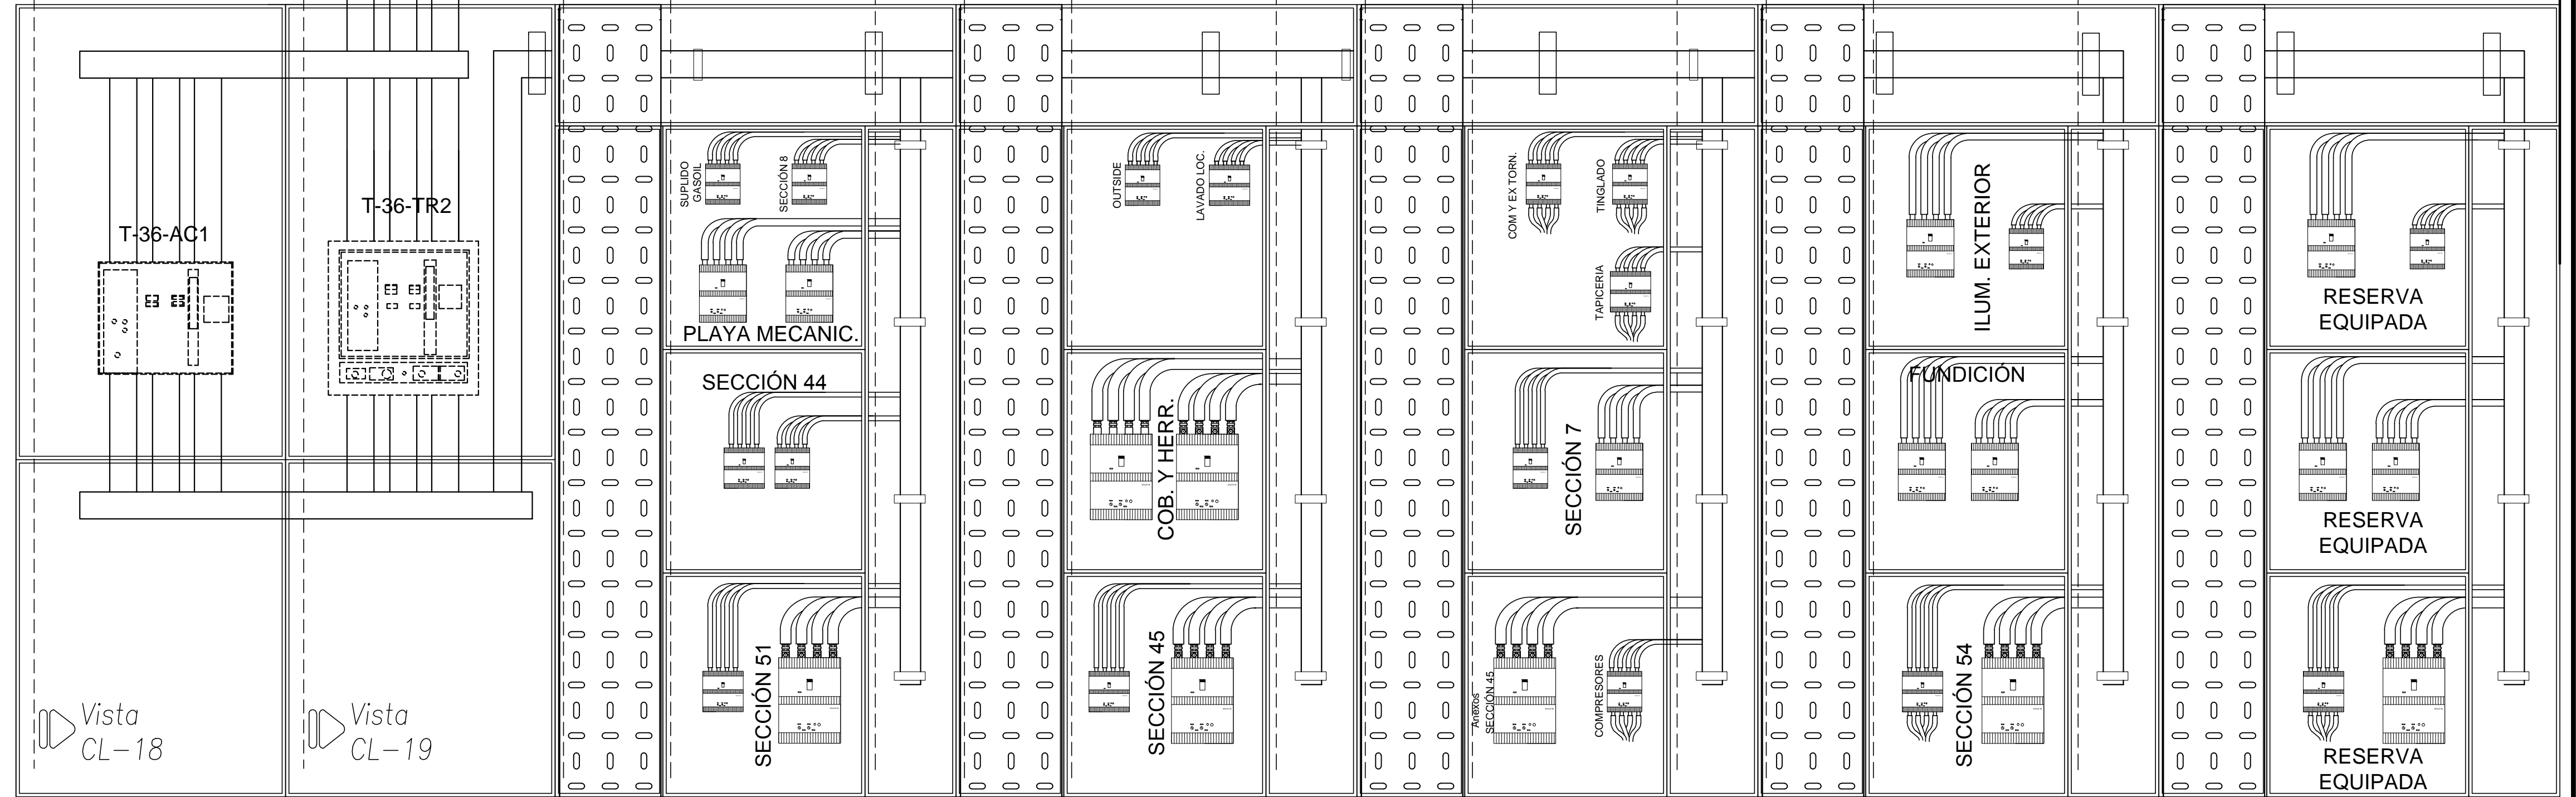 T-36-AC1
T-36-TR2
Vista
CL-18
Vista
CL-19
SUPLIDO
GASOIL
SECCIÓN 8
PLAYA MECANIC.
SECCIÓN 44
SECCIÓN 51
OUTSIDE
LAVADO LOC.
COB. Y HERR.
SECCIÓN 45
COM Y EX TORN.
TINGLADO
TAPICERIA
SECCIÓN 7
Anexos
SECCIÓN 45
COMPRESORES
ILUM. EXTERIOR
FUNDICIÓN
SECCIÓN 54
RESERVA
EQUIPADA
RESERVA
EQUIPADA
RESERVA
EQUIPADA